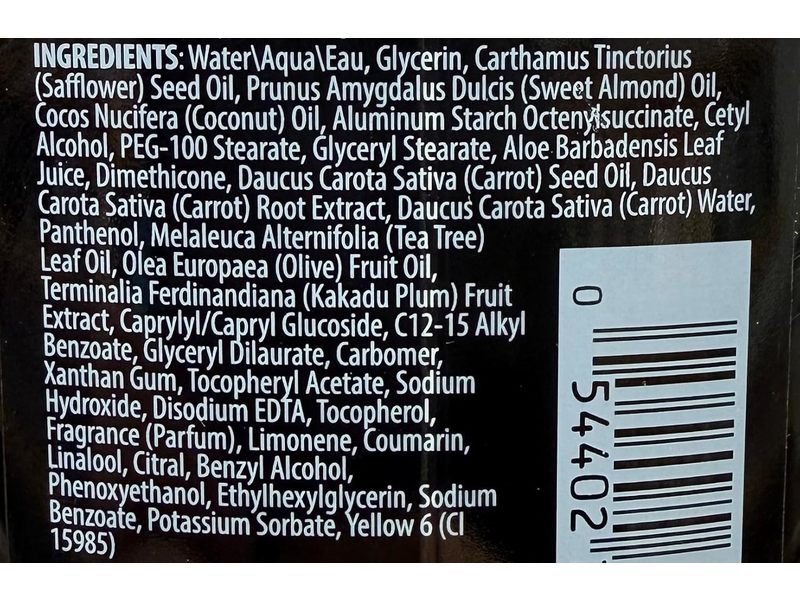 INGREDIENTS: Water\Aqua\Eau, Glycerin, Carthamus Tinctorius
(Safflower) Seed Oil, Prunus Amygdalus Dulcis (Sweet Almond) Oil,
Cocos Nucifera (Coconut) Oil, Aluminum Starch Octenylsuccinate, Cetyl
Alcohol, PEG-100 Stearate, Glyceryl Stearate, Aloe Barbadensis Leaf
Juice, Dimethicone, Daucus Carota Sativa (Carrot) Seed Oil, Daucus
Carota Sativa (Carrot) Root Extract, Daucus Carota Sativa (Carrot) Water,
Panthenol, Melaleuca Alternifolia (Tea Tree)
Leaf Oil, Olea Europaea (Olive) Fruit Oil,
Terminalia Ferdinandiana (Kakadu Plum) Fruit
Extract, Caprylyl/Capryl Glucoside, C12-15 Alkyl
Benzoate, Glyceryl Dilaurate, Carbomer,
Xanthan Gum, Tocopheryl Acetate, Sodium
Hydroxide, Disodium EDTA, Tocopherol,
Fragrance (Parfum), Limonene, Coumarin,
Linalool, Citral, Benzyl Alcohol,
Phenoxyethanol, Ethylhexylglycerin, Sodium
Benzoate, Potassium Sorbate, Yellow 6 (CI
15985)
0 54402